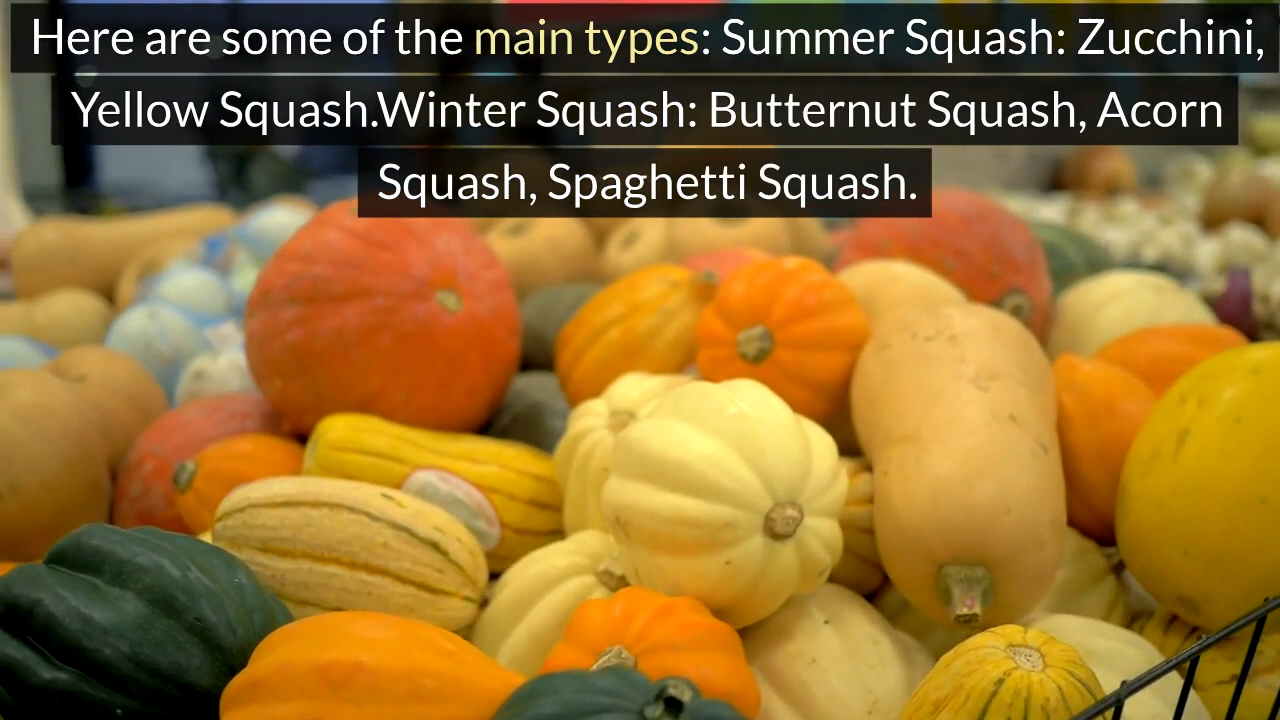 Here are some of the main types: Summer Squash: Zucchini,
Yellow Squash.Winter Squash: Butternut Squash, Acorn
Squash, Spaghetti Squash.